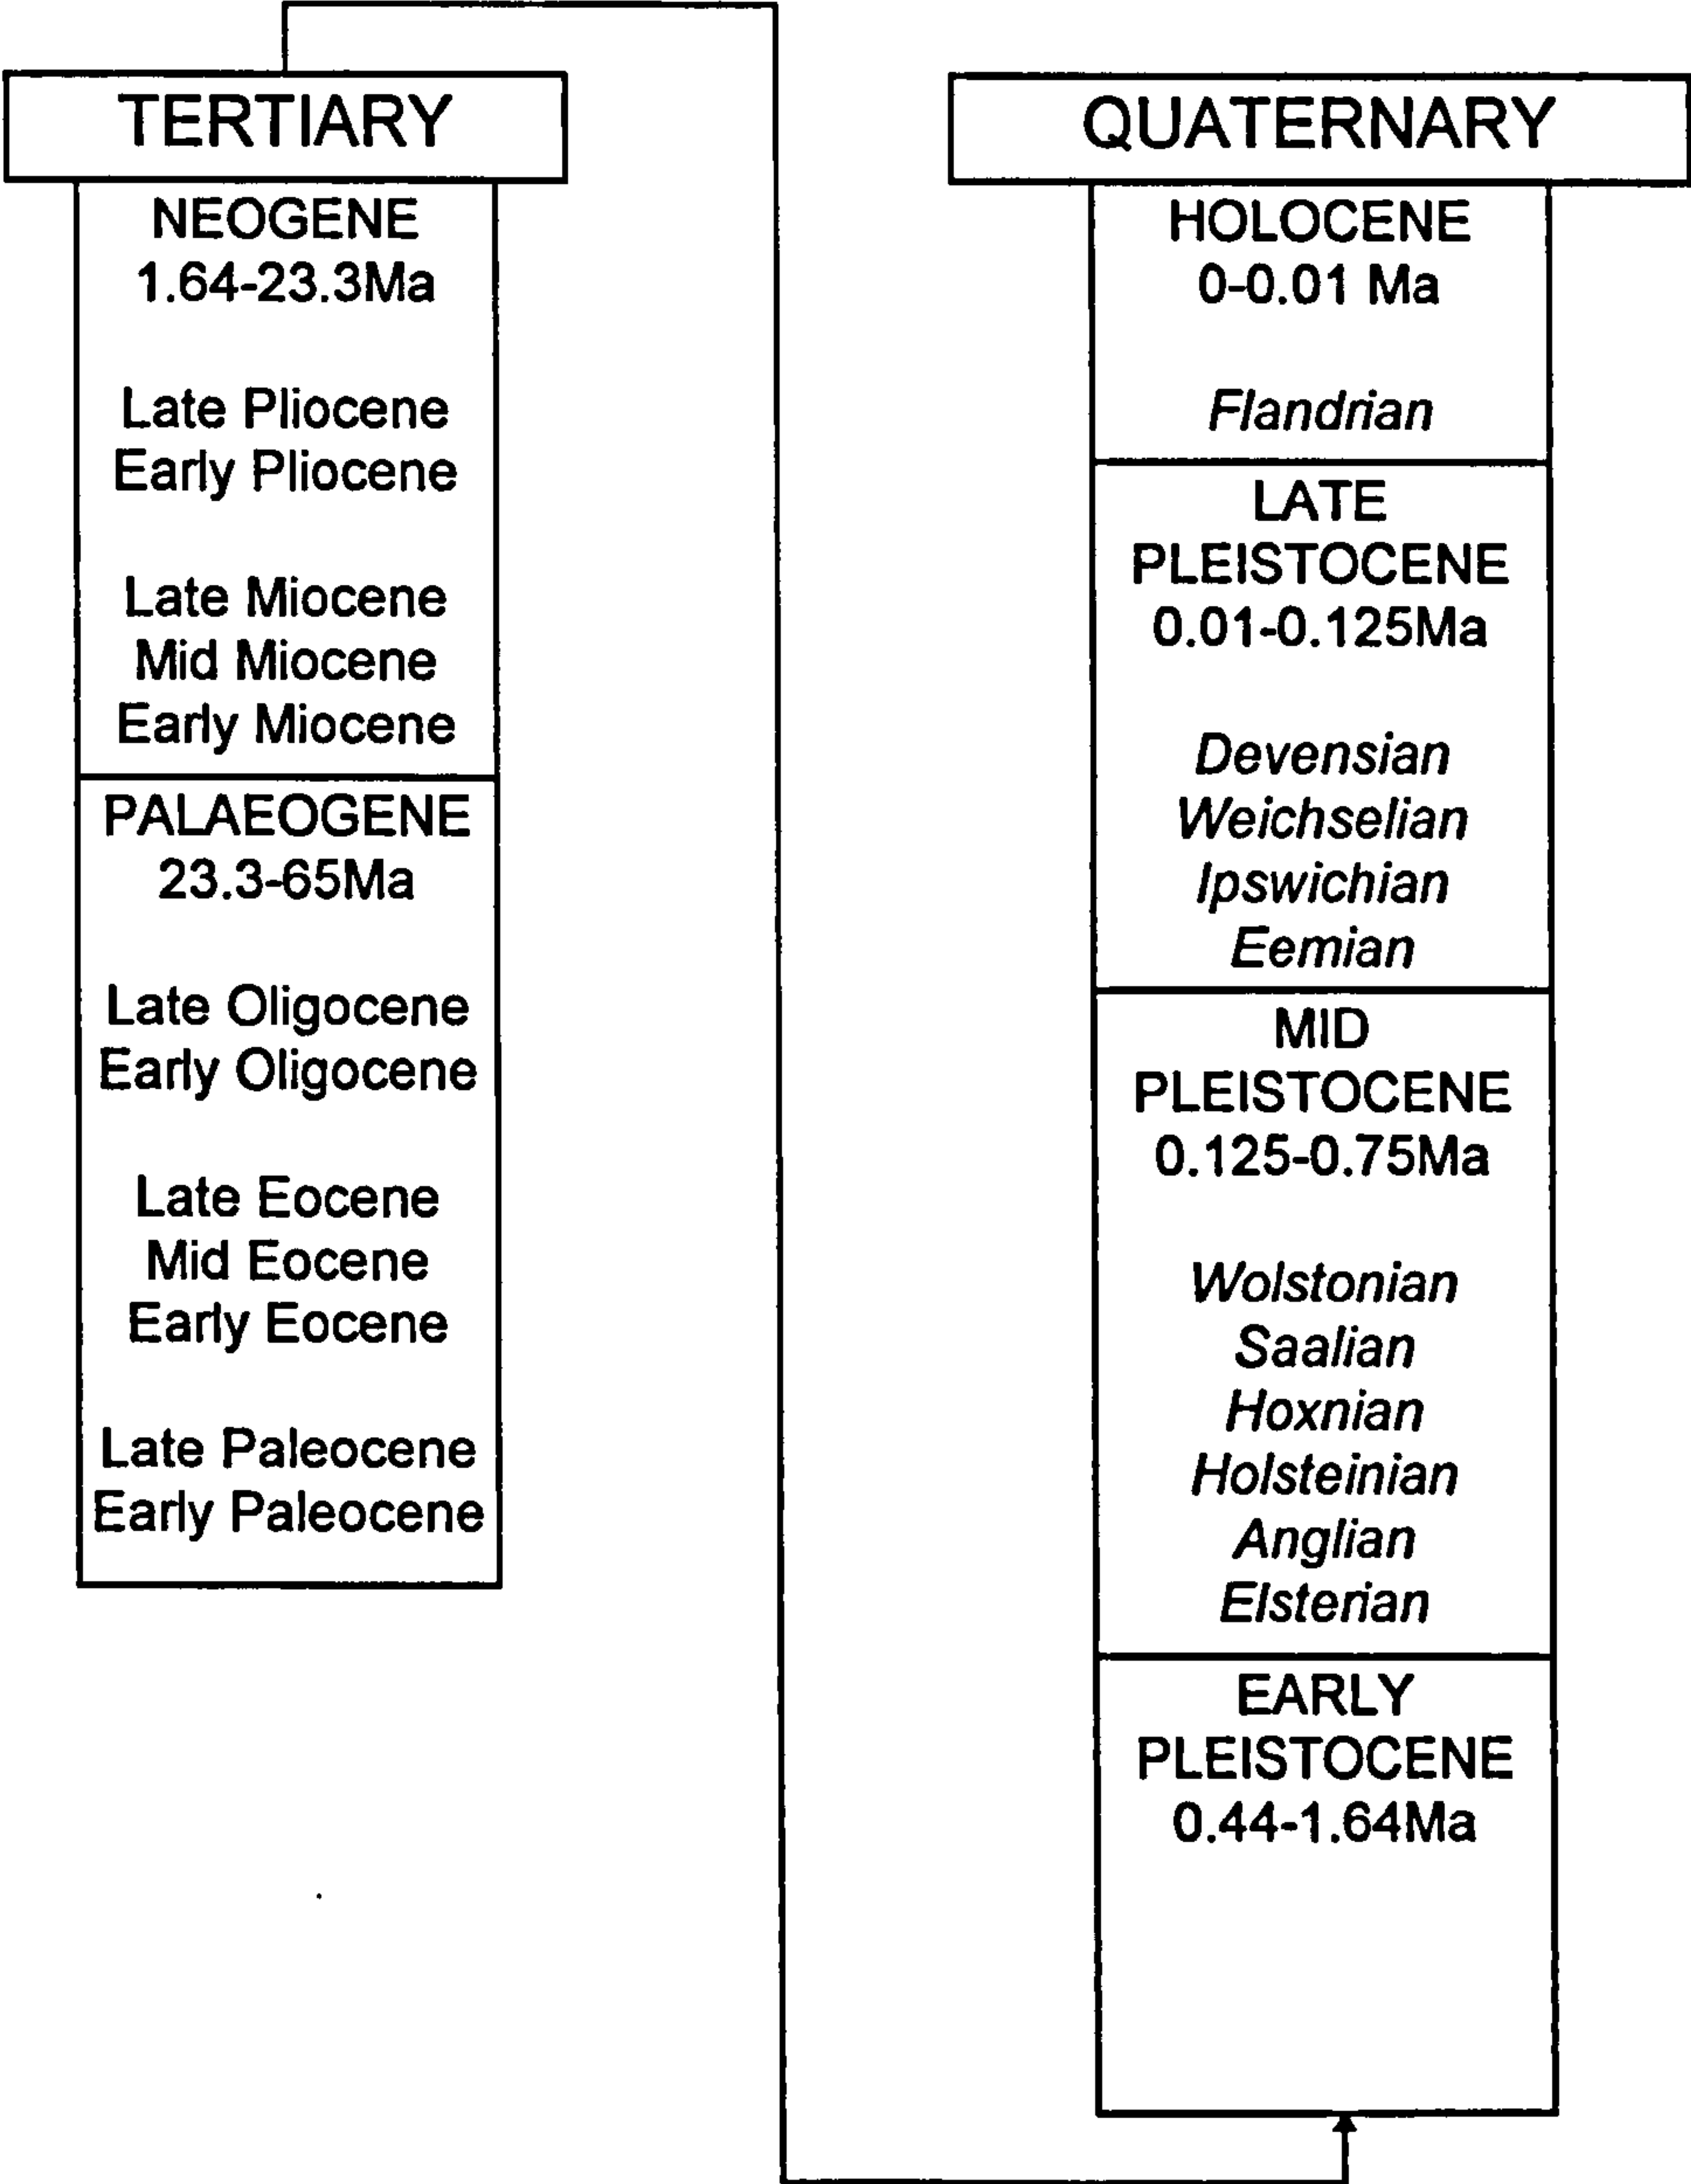 TERTIARY
NEOGENE
1.64-23.3Ma
Late Pliocene
Early Pliocene
Late Miocene
Mid Miocene
Early Miocene
PALAEOGENE
23.3-65Ma
Late Oligocene
Early Oligocene
Late Eocene
Mid Eocene
Early Eocene
Late Paleocene
Early Paleocene
QUATERNARY
HOLOCENE
0-0.01 Ma
Flandrian
LATE
PLEISTOCENE
0.01-0.125Ma
Devensian
Weichselian
Ipswichian
Eemian
MID
PLEISTOCENE
0.125-0.75Ma
Wolstonian
Saalian
Hoxnian
Holsteinian
Anglian
Elsterian
EARLY
PLEISTOCENE
0.44-1.64Ma